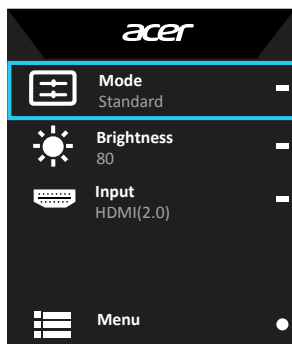 acer
Mode
Standard
Brightness
80
Input
HDMI(2.0)
Menu